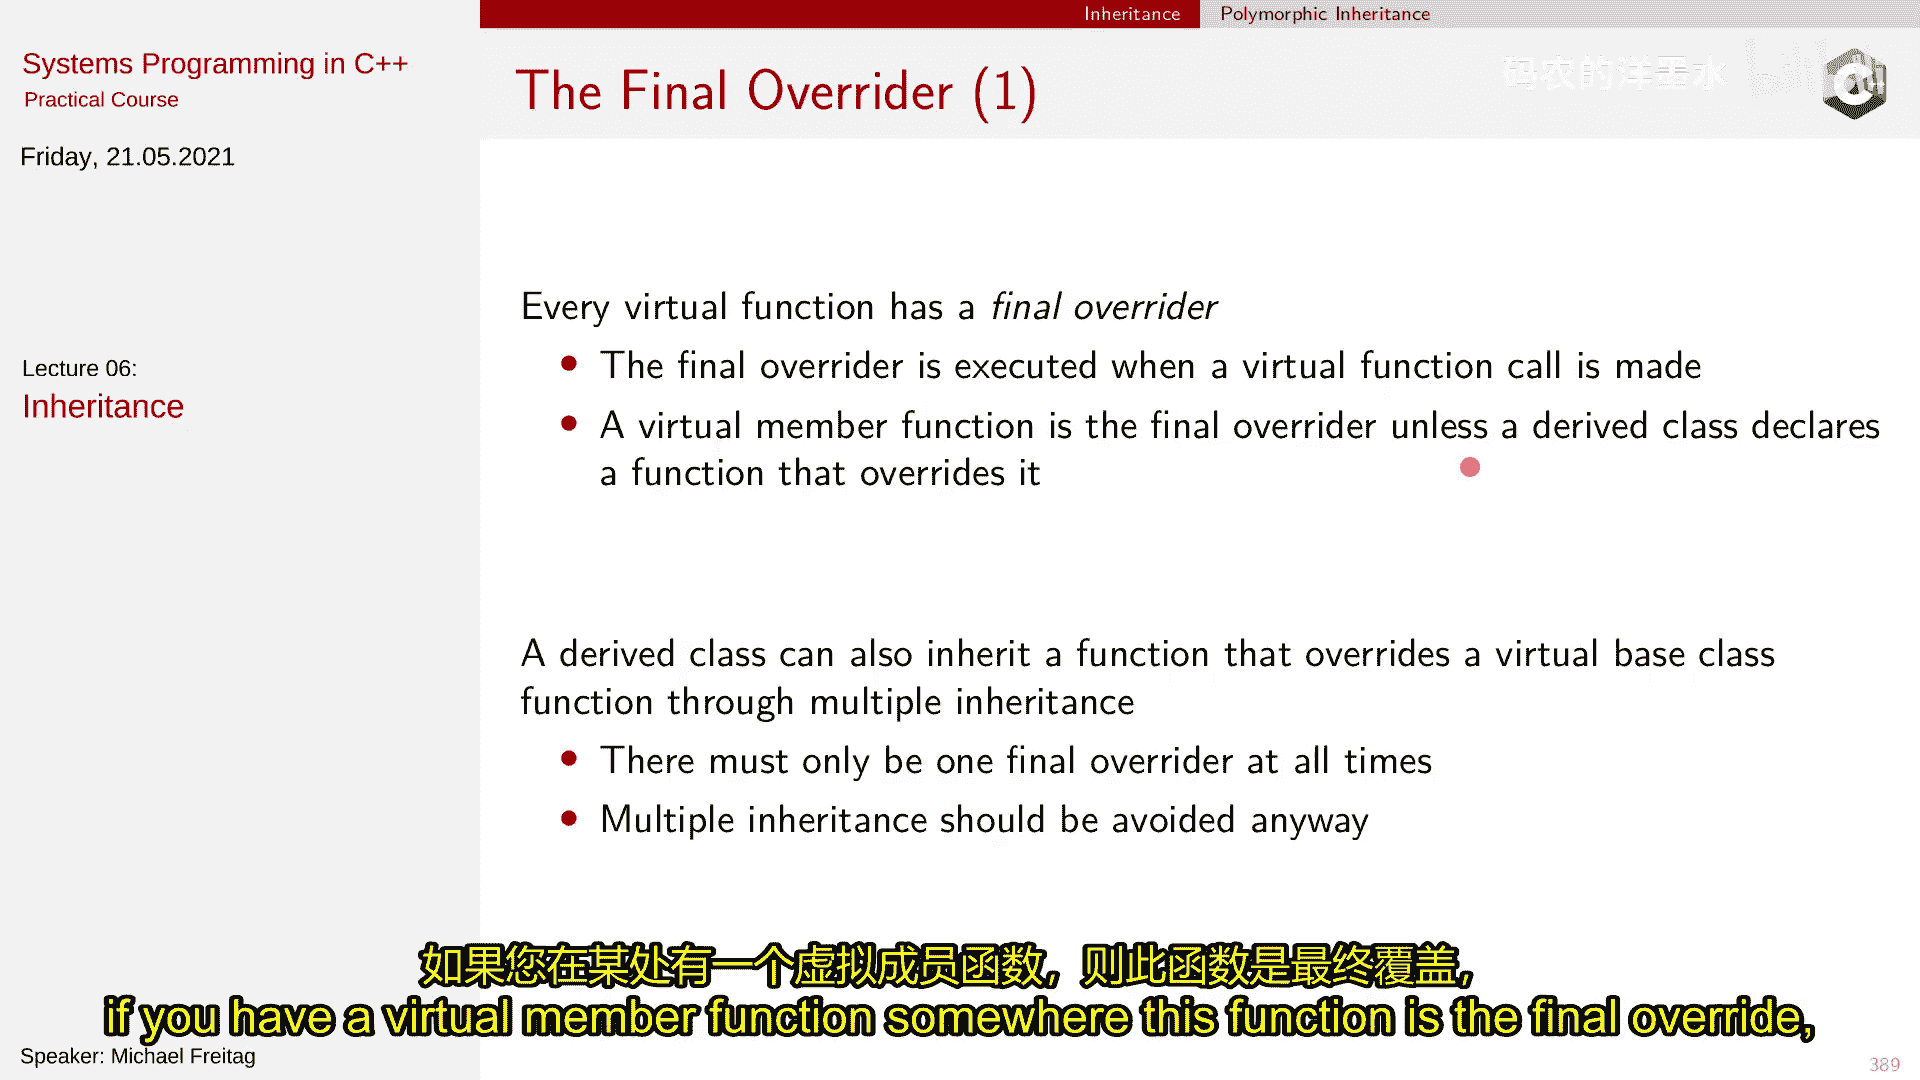 Inheritance
Polymorphic Inheritance
Systems Programming in C++
Practical Course
Friday, 21.05.2021
Lecture 06:
Inheritance
The Final Overrider (1)
码农的洋墨水
Every virtual function has a final overrider
• The final overrider is executed when a virtual function call is made
• A virtual member function is the final overrider unless a derived class declares
a function that overrides it
A derived class can also inherit a function that overrides a virtual base class
function through multiple inheritance
• There must only be one final overrider at all times
• Multiple inheritance should be avoided anyway
如果您在某处有一个虚拟成员函数，则此函数是最终覆盖，
if you have a virtual member function somewhere this function is the final override,
Speaker: Michael Freitag
389